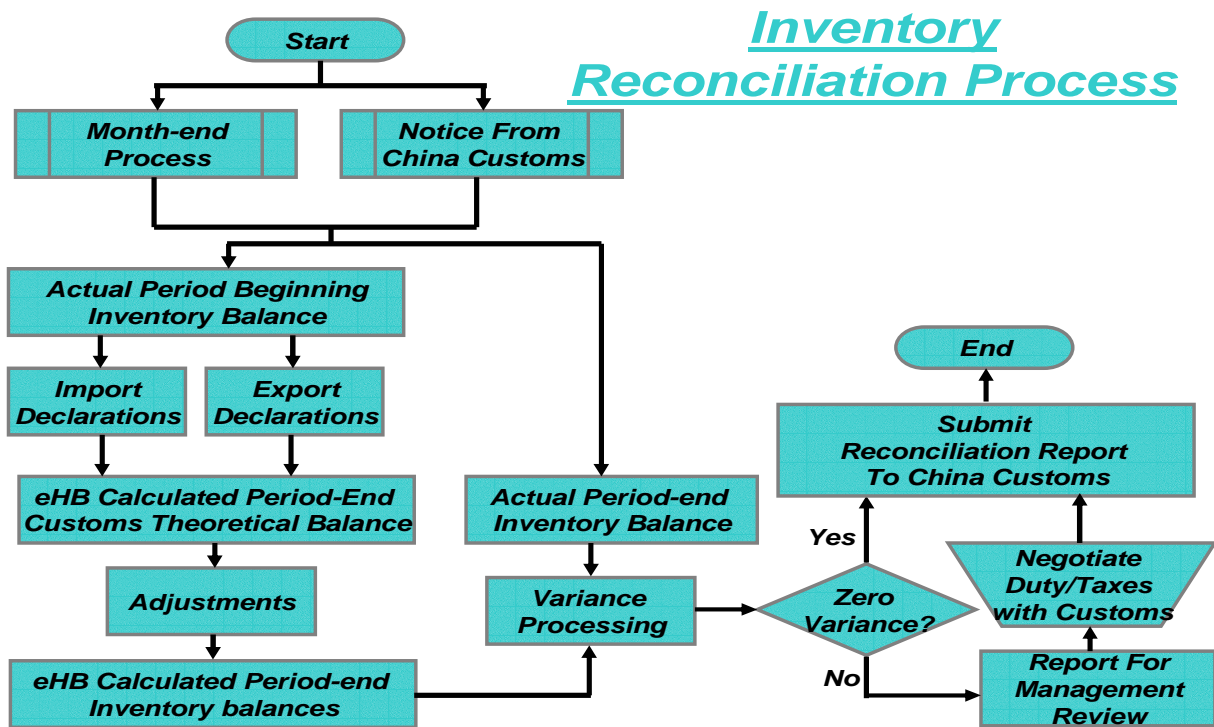 Inventory
Reconciliation Process
Start
Month-end
Process
Notice From
China Customs
Actual Period Beginning
Inventory Balance
Import
Declarations
Export
Declarations
eHB Calculated Period-End
Customs Theoretical Balance
Adjustments
eHB Calculated Period-end
Inventory balances
Actual Period-end
Inventory Balance
Variance
Processing
Zero
Variance?
Yes
No
Report For
Management
Review
Negotiate
Duty/Taxes
with Customs
Submit
Reconciliation Report
To China Customs
End